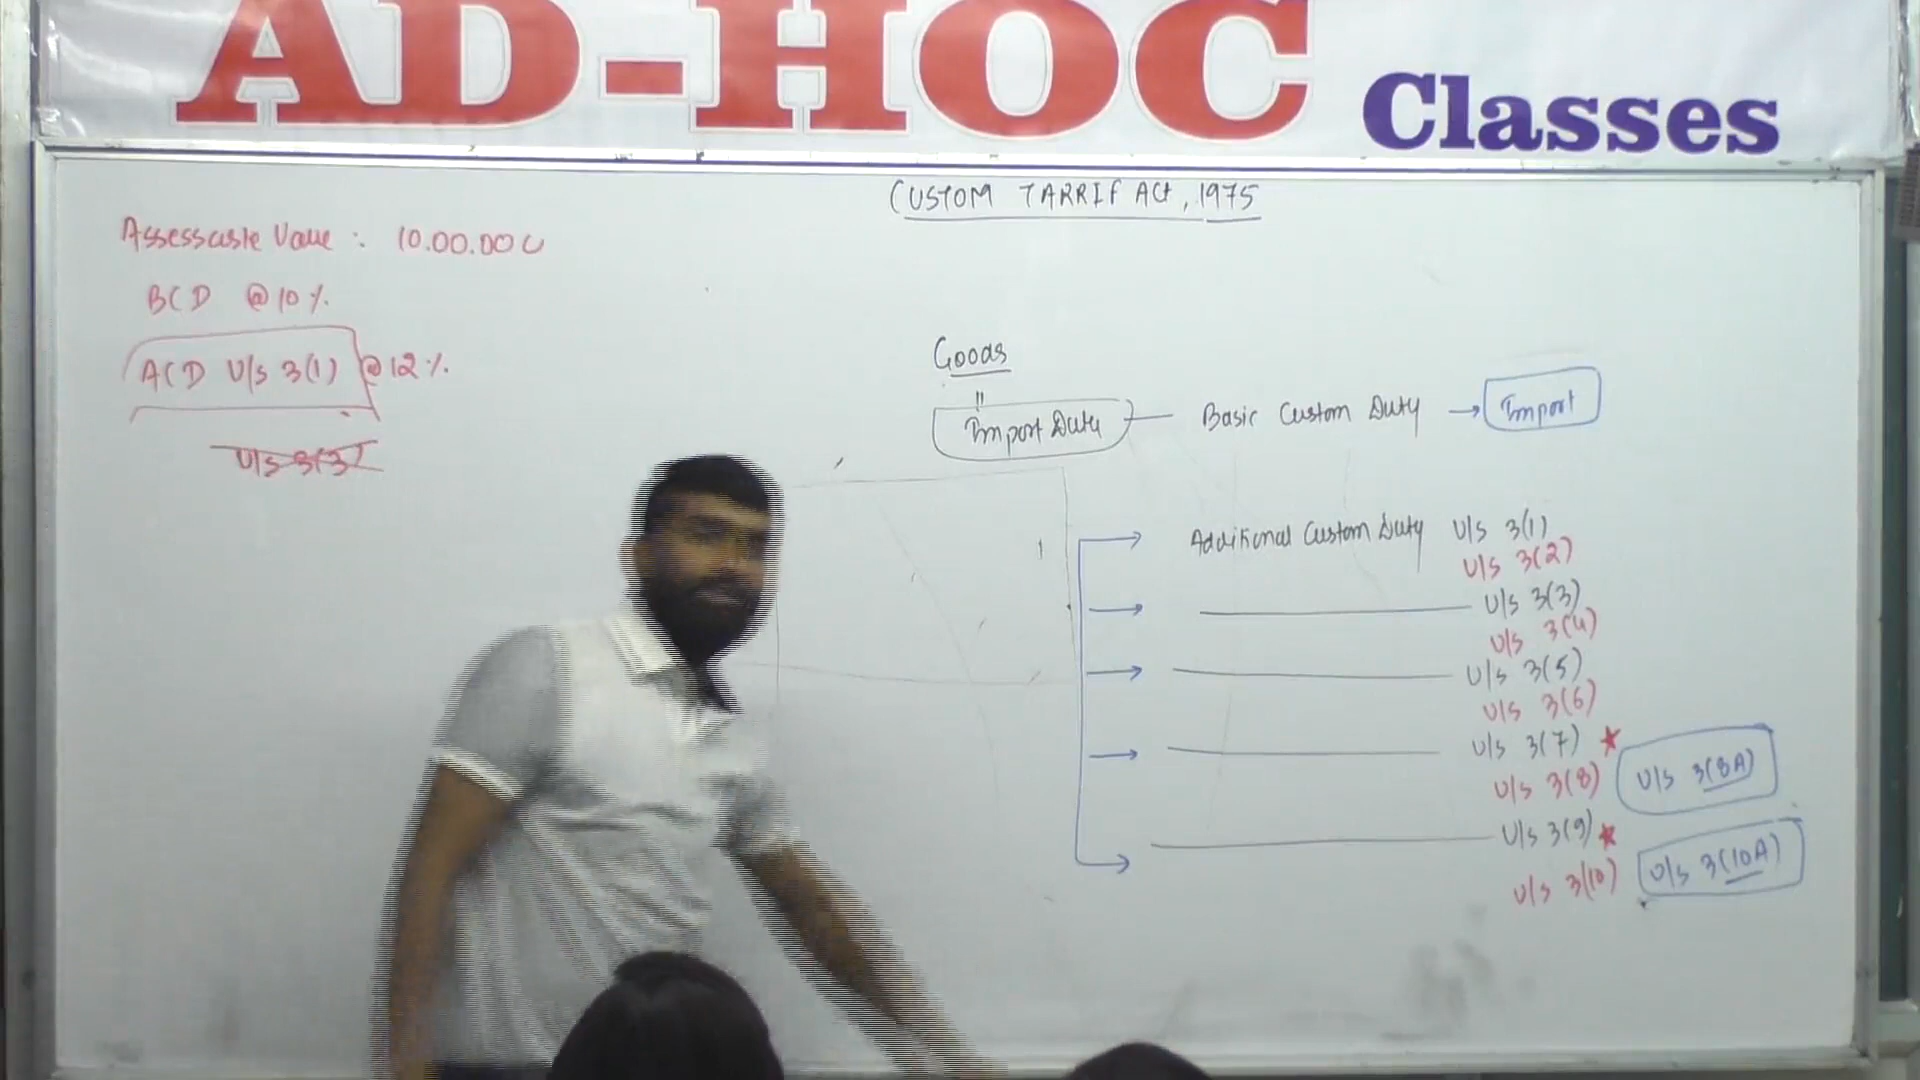 AD-HOC Classes
CUSTOM TARRIF ACT, 1975
Assessable Value : 10.00.000
BCD @ 10 %.
ACD U/s 3(1) @ 12 %.
U/s 3(3)
Goods
Import Duty — Basic Custom Duty → Import
Additional Custom Duty U/s 3(1)
U/s 3(2)
U/s 3(3)
U/s 3(4)
U/s 3(5)
U/s 3(6)
U/s 3(7) ★
U/s 3(8) U/s 3(8A)
U/s 3(9) ★
U/s 3(10) U/s 3(10A)